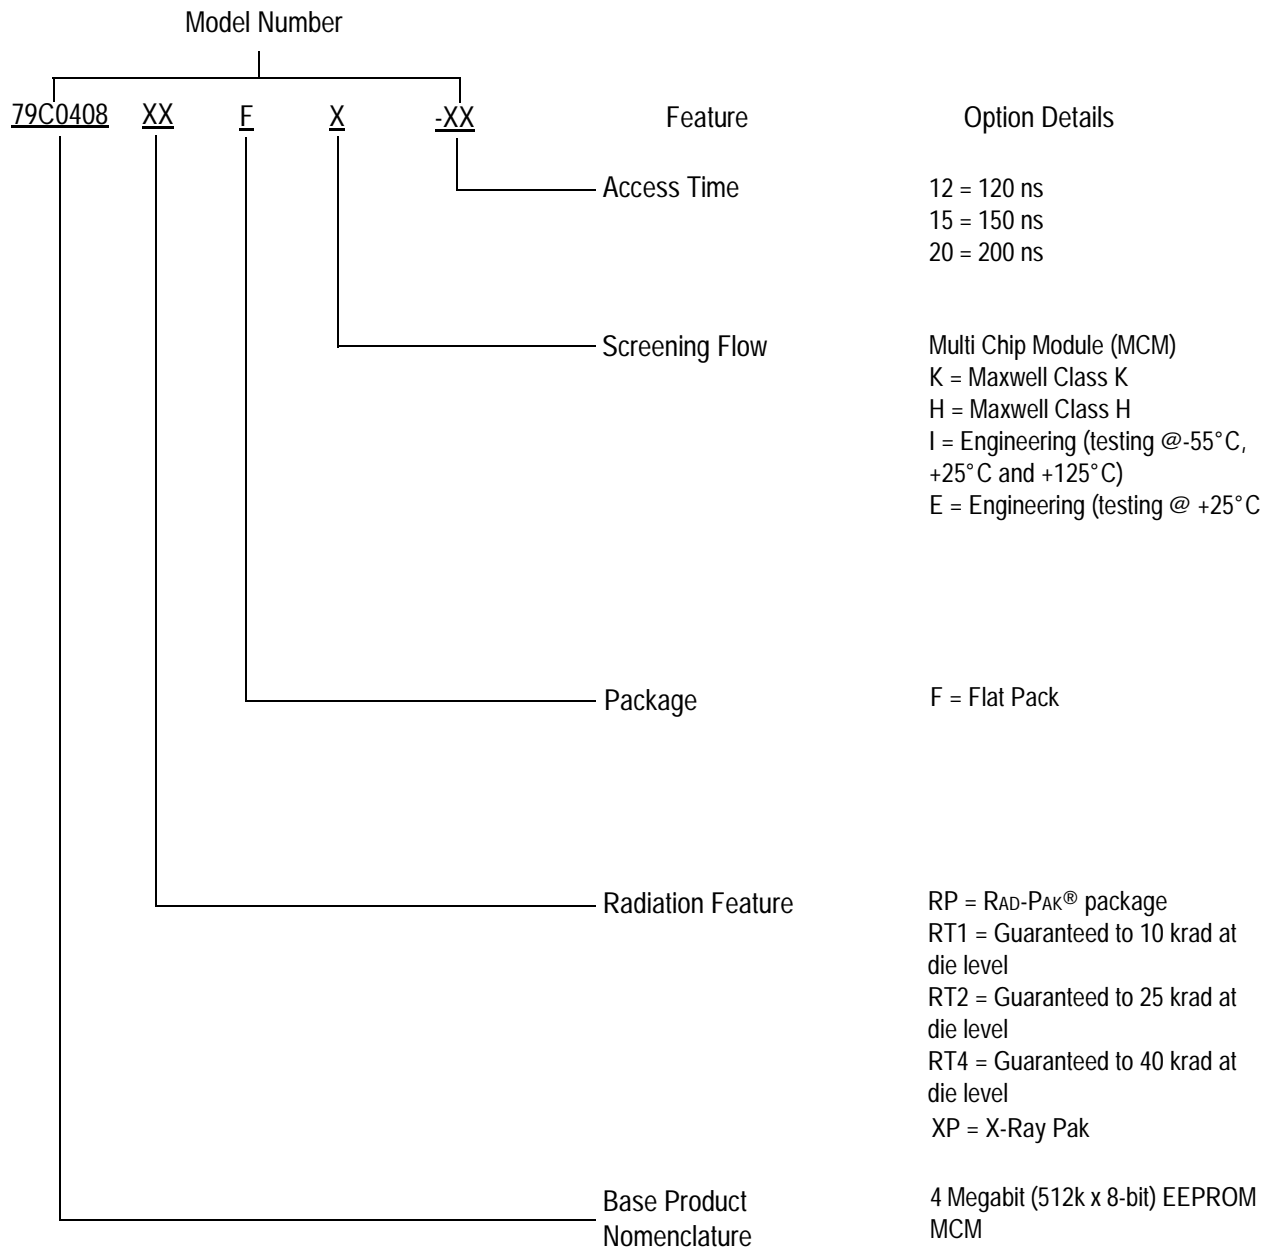 Model Number
79C0408 XX F X -XX
Feature Option Details
Access Time
12 = 120 ns
15 = 150 ns
20 = 200 ns
Screening Flow
Multi Chip Module (MCM)
K = Maxwell Class K
H = Maxwell Class H
I = Engineering (testing @-55°C,
+25°C and +125°C)
E = Engineering (testing @ +25°C
Package
F = Flat Pack
Radiation Feature
RP = RAD-PAK® package
RT1 = Guaranteed to 10 krad at
die level
RT2 = Guaranteed to 25 krad at
die level
RT4 = Guaranteed to 40 krad at
die level
XP = X-Ray Pak
Base Product
Nomenclature
4 Megabit (512k x 8-bit) EEPROM
MCM